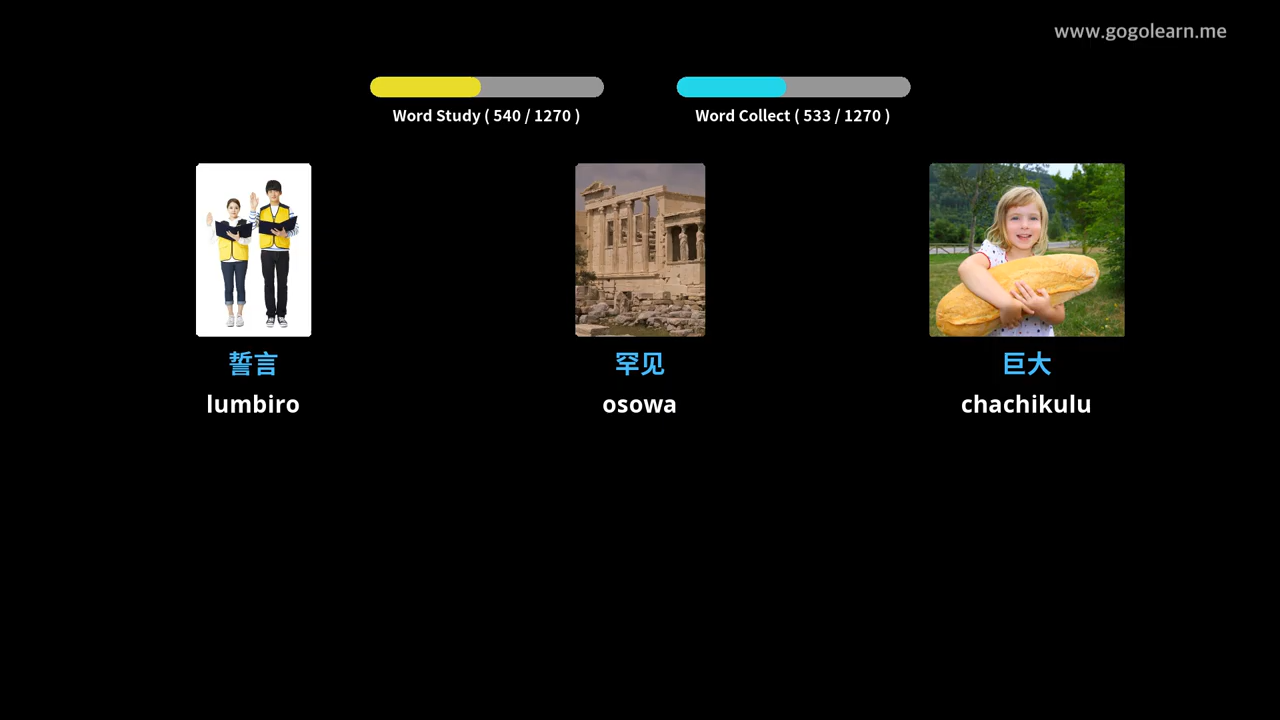 www.gogolearn.me
Word Study ( 540 / 1270 )
Word Collect ( 533 / 1270 )
誓言
罕见
巨大
lumbiro
osowa
chachikulu